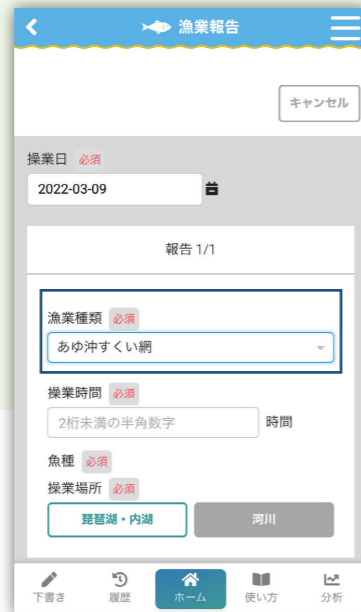 漁業報告
キャンセル
操業日 必須
2022-03-09
報告 1/1
漁業種類 必須
あゆ沖すくい網
操業時間 必須
2桁未満の半角数字 時間
魚種 必須
操業場所 必須
琵琶湖・内湖 河川
下書き 履歴 ホーム 使い方 分析